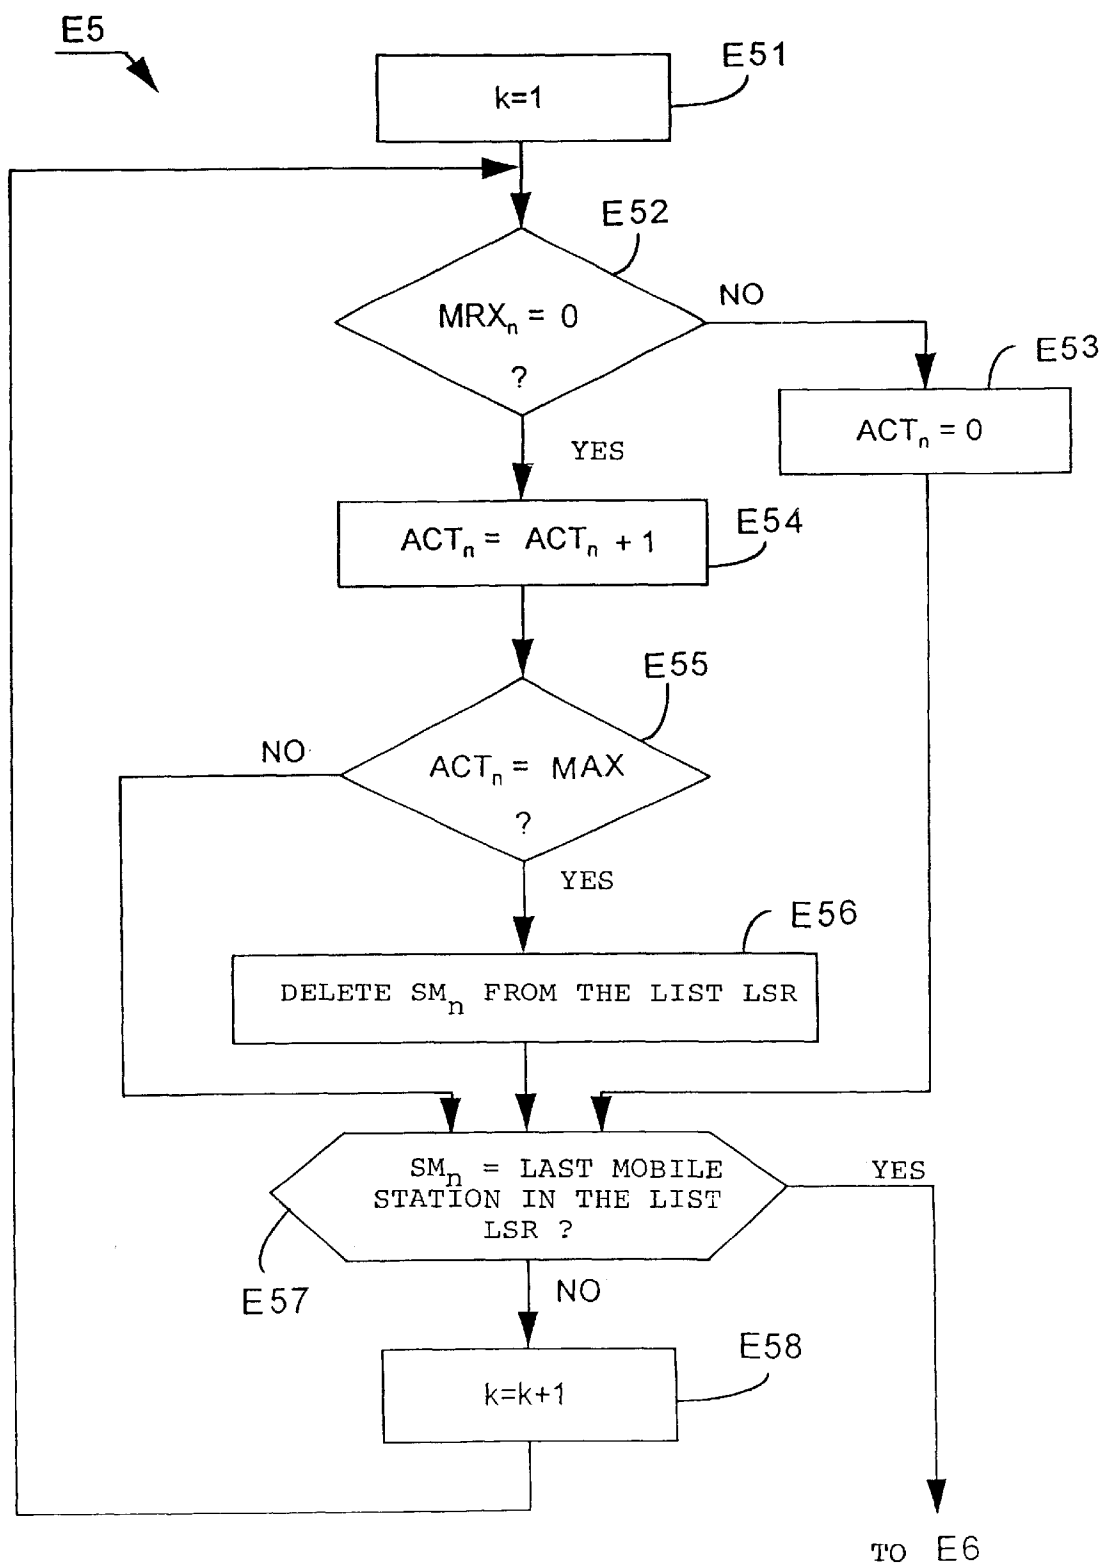 E5
E51
k=1
E52
MRXn = 0
?
NO
E53
ACTn = 0
YES
E54
ACTn = ACTn + 1
E55
NO
ACTn = MAX
?
YES
E56
DELETE SMn FROM THE LIST LSR
SMn = LAST MOBILE
STATION IN THE LIST
LSR ?
YES
E57
NO
E58
k=k+1
TO E6